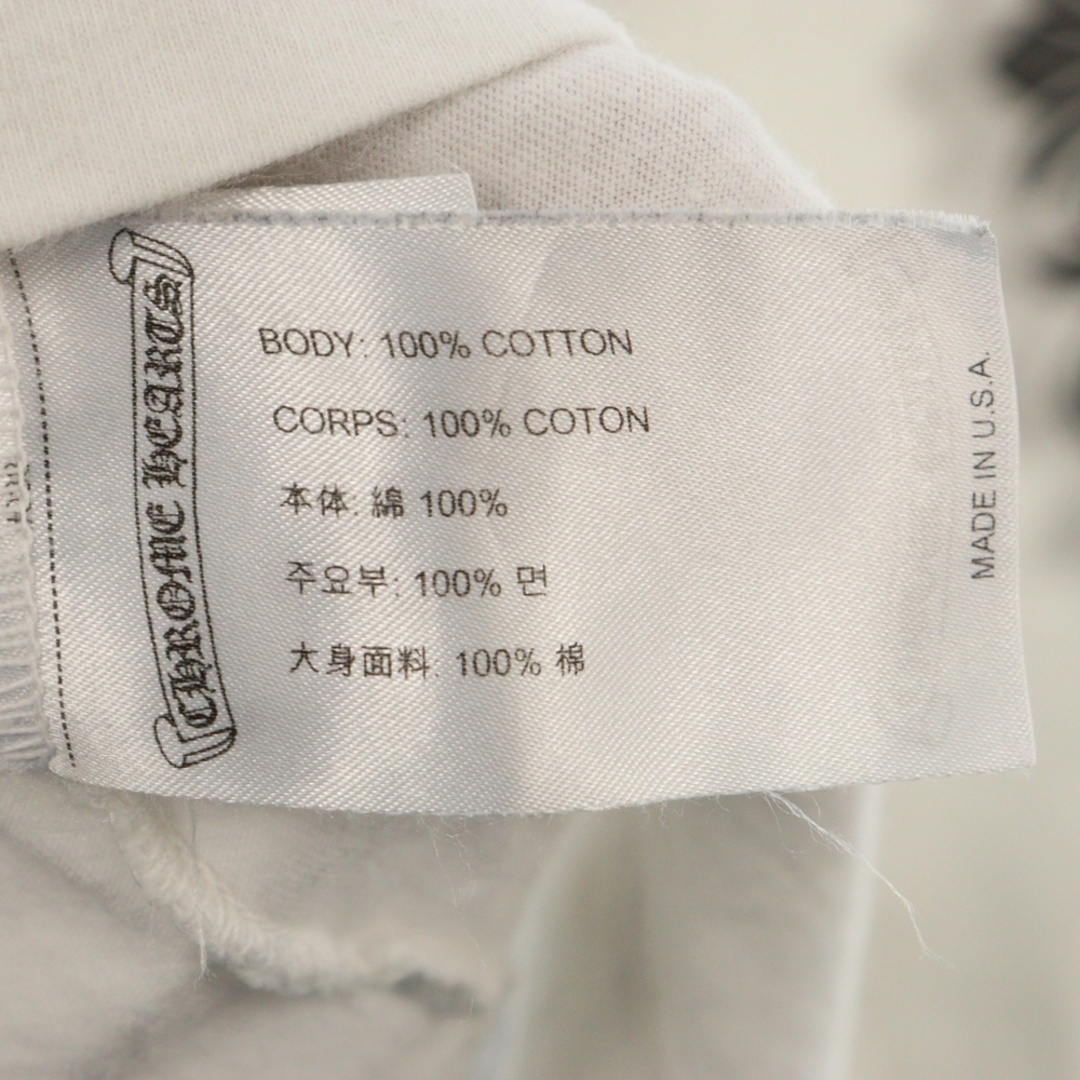 CHROME HEARTS
BODY: 100% COTTON
CORPS: 100% COTON
本体: 綿 100%
주요부: 100% 면
大身面料: 100% 棉
MADE IN U.S.A.